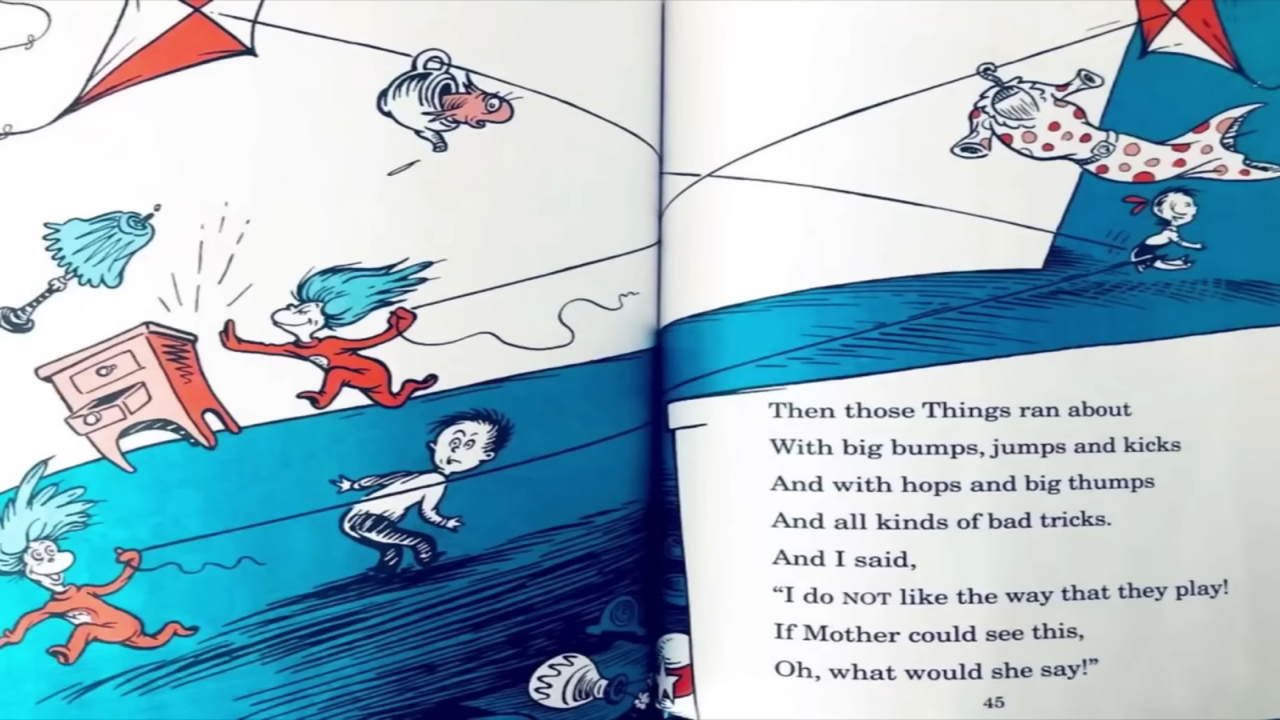 Then those Things ran about
With big bumps, jumps and kicks
And with hops and big thumps
And all kinds of bad tricks.
And I said,
“I do NOT like the way that they play!
If Mother could see this,
Oh, what would she say!”
45